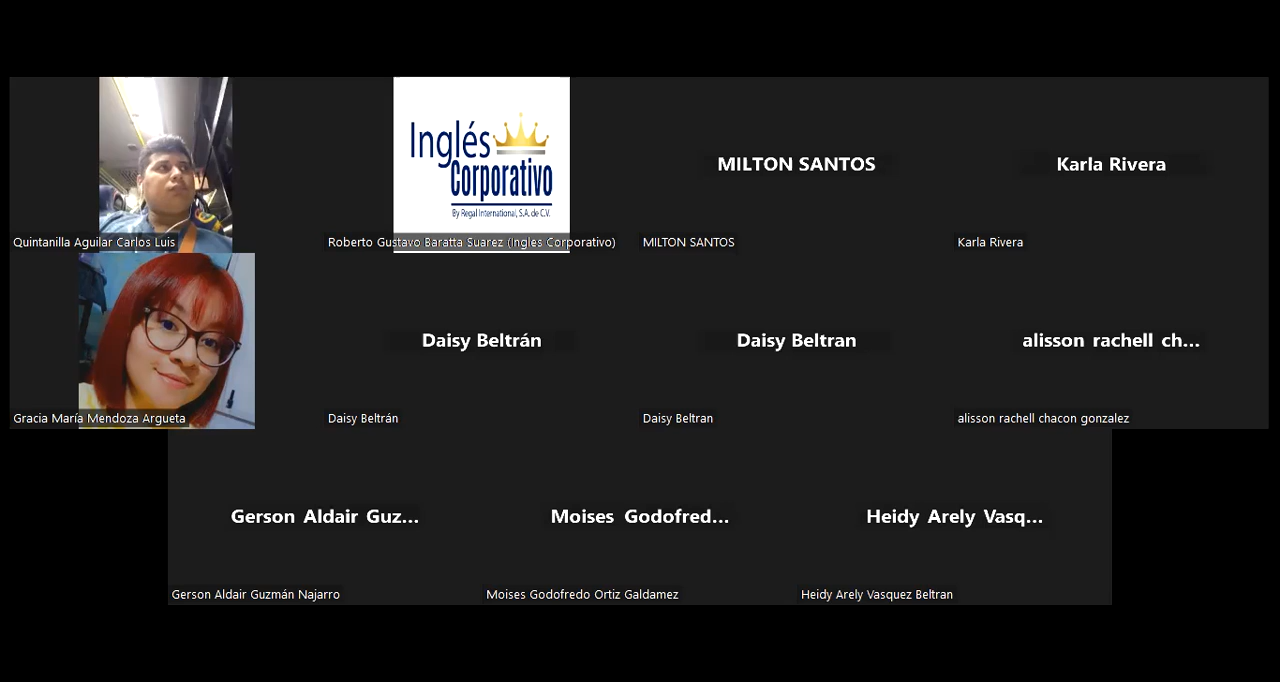 Inglés
Corporativo
By Regal International, S.A. de C.V.
MILTON SANTOS
Karla Rivera
Quintanilla Aguilar Carlos Luis
Roberto Gustavo Baratta Suarez (Ingles Corporativo)
MILTON SANTOS
Karla Rivera
Daisy Beltrán
Daisy Beltran
alisson rachell ch...
Gracia María Mendoza Argueta
Daisy Beltrán
Daisy Beltran
alisson rachell chacon gonzalez
Gerson Aldair Guz...
Moises Godofred...
Heidy Arely Vasq...
Gerson Aldair Guzmán Najarro
Moises Godofredo Ortiz Galdamez
Heidy Arely Vasquez Beltran